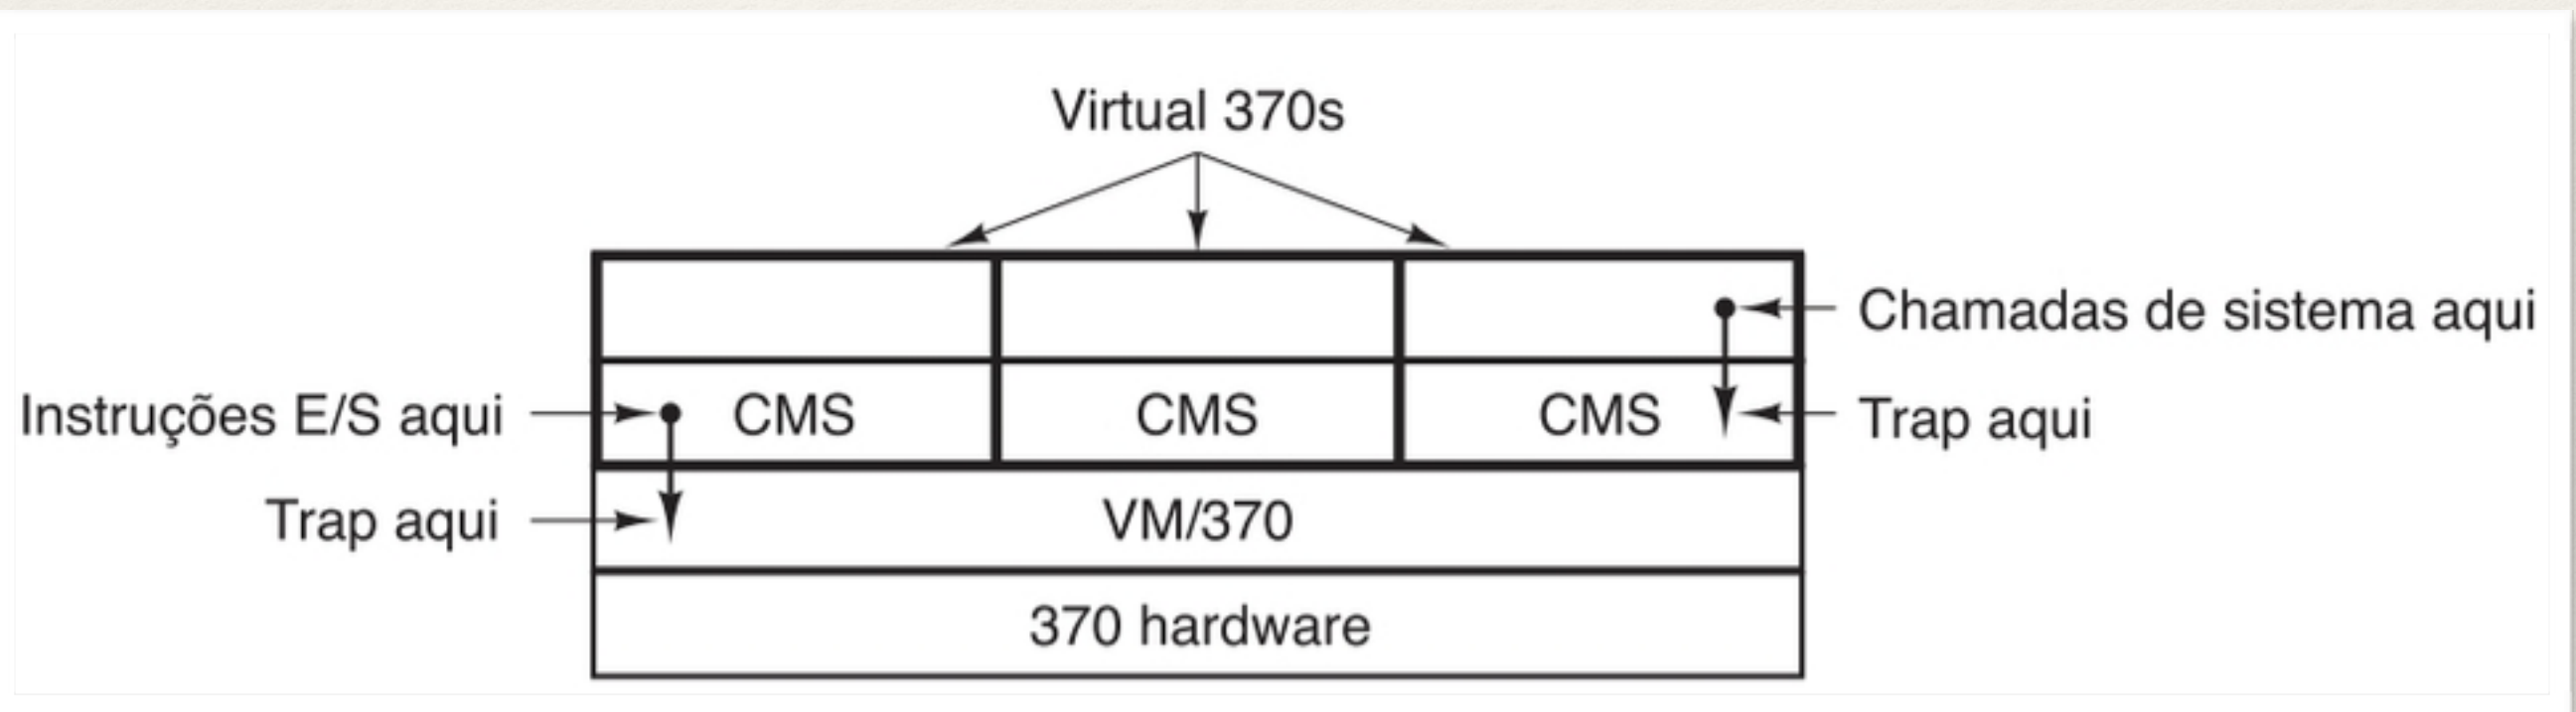 Virtual 370s
Chamadas de sistema aqui
Instruções E/S aqui
CMS
CMS
CMS
Trap aqui
Trap aqui
VM/370
370 hardware